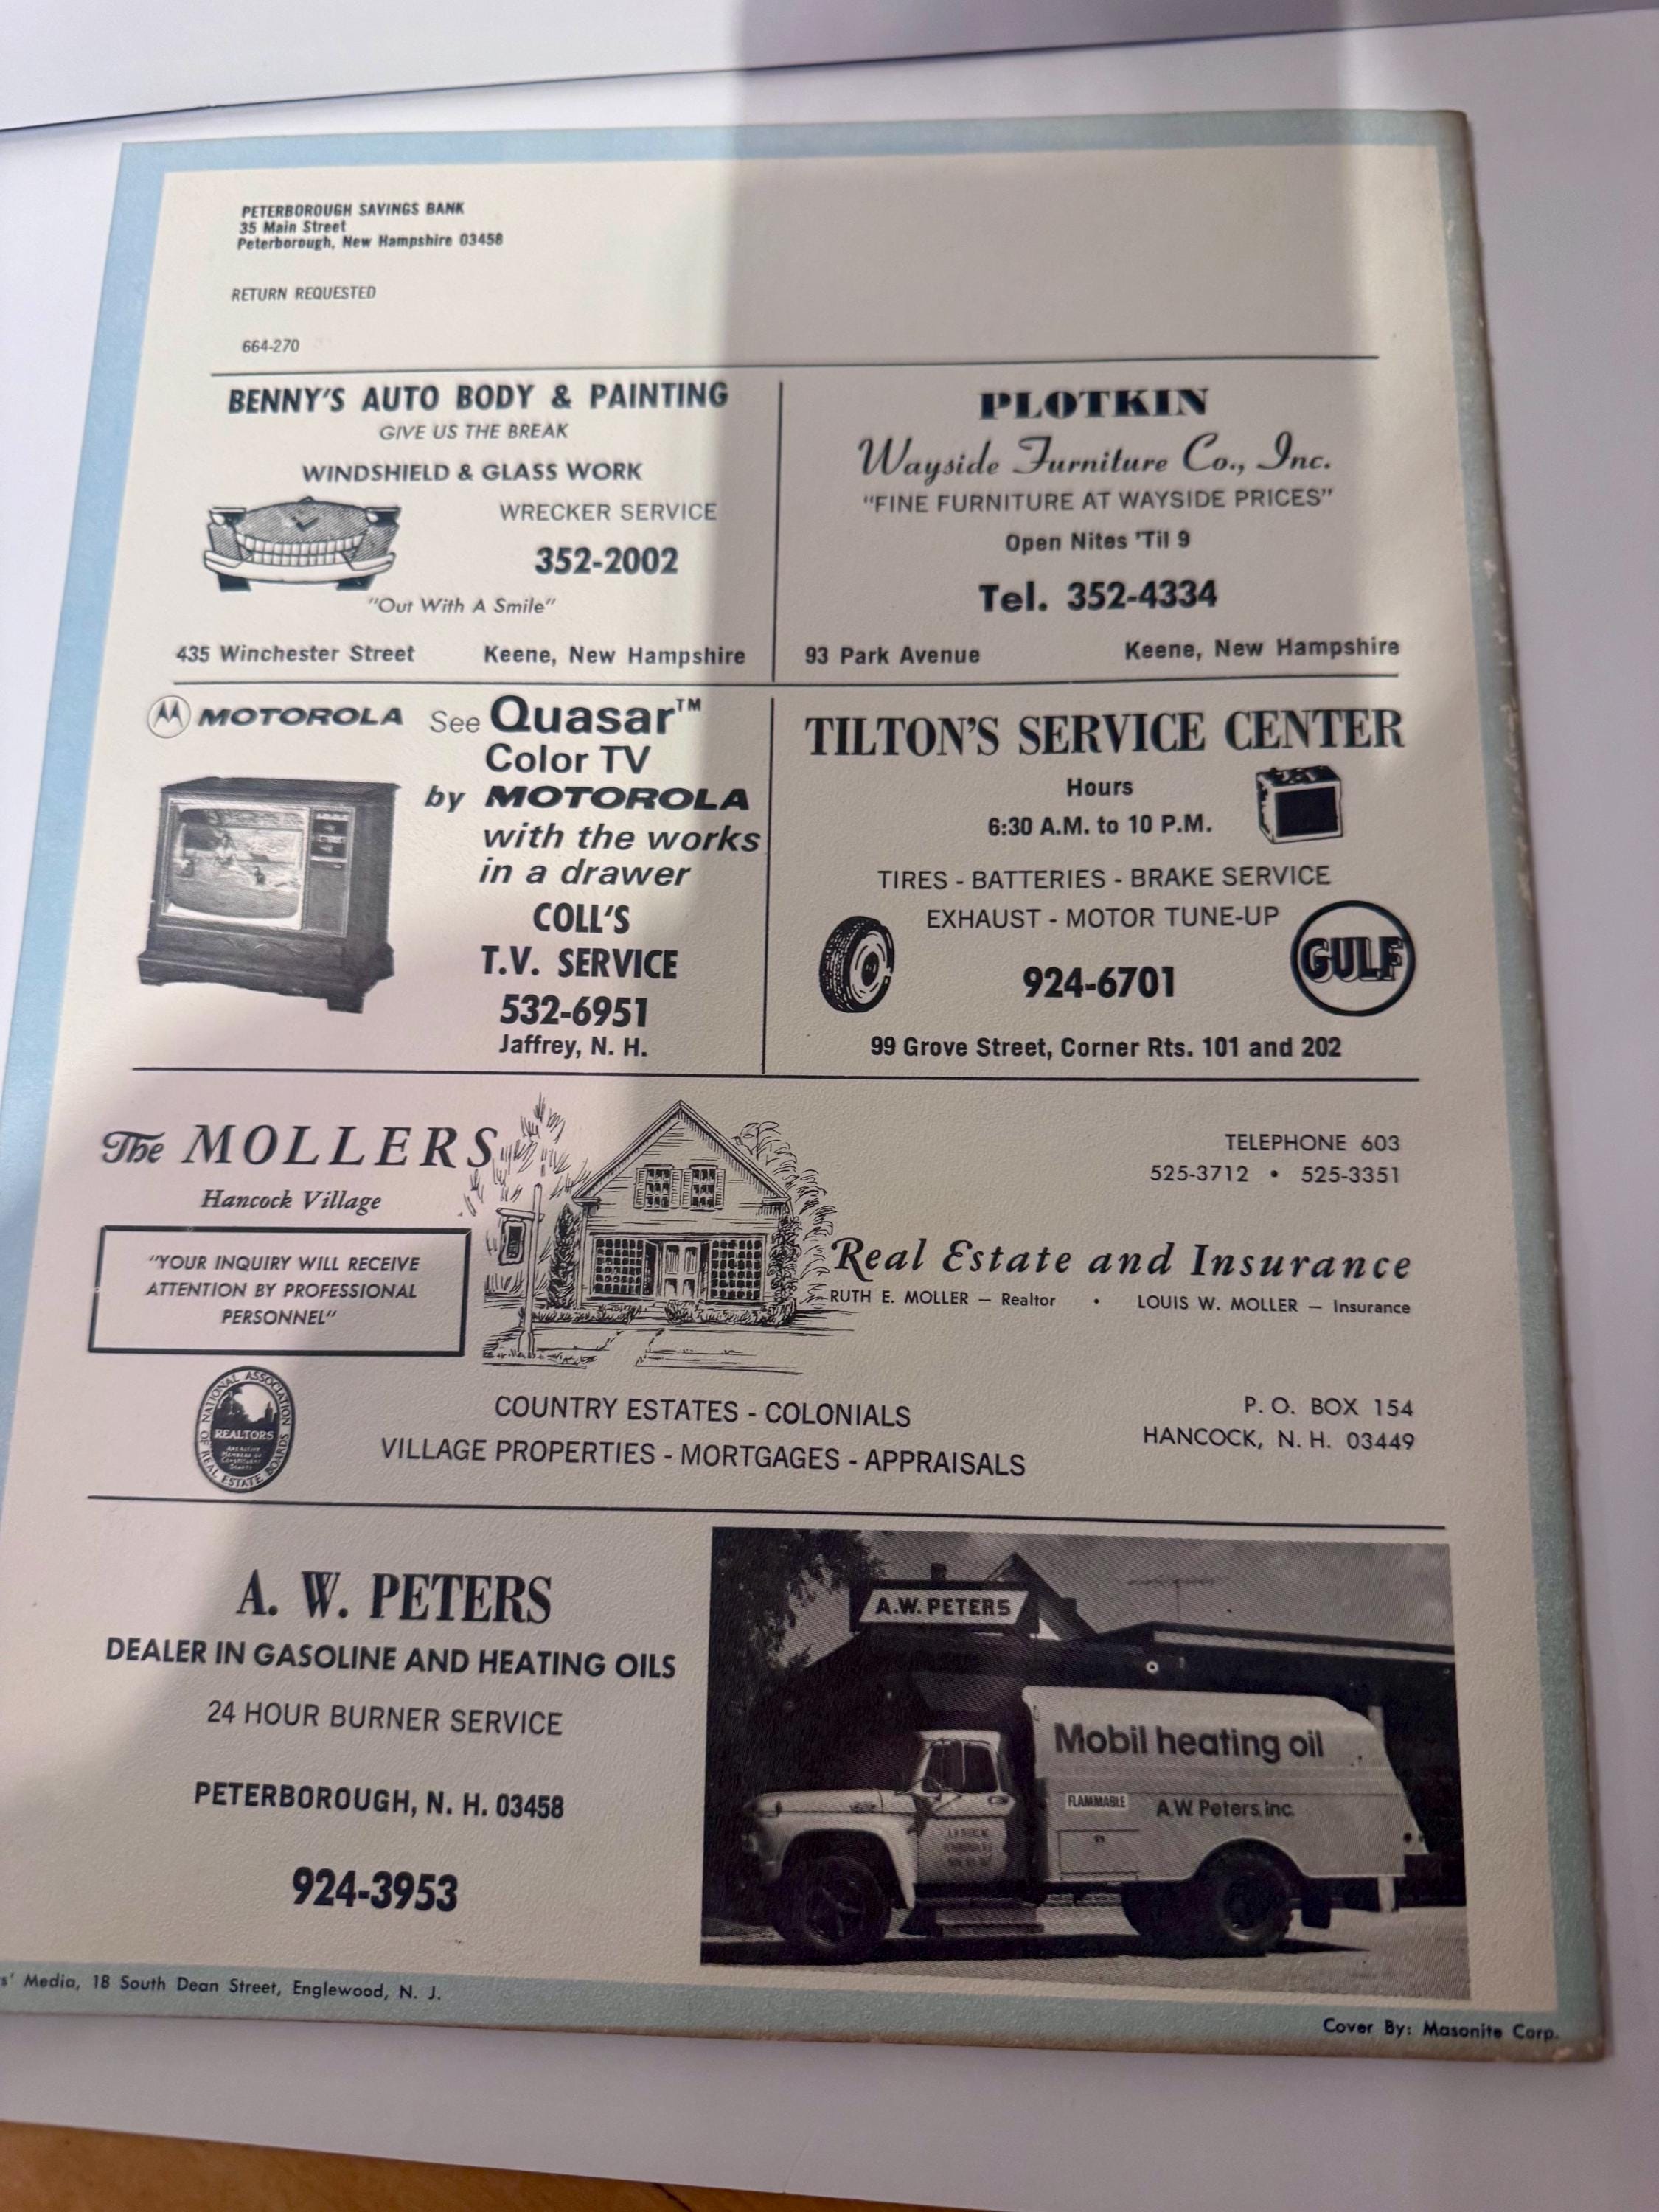 PETERBOROUGH SAVINGS BANK
35 Main Street
Peterborough, New Hampshire 03458
RETURN REQUESTED
664-270
BENNY'S AUTO BODY & PAINTING
GIVE US THE BREAK
WINDSHIELD & GLASS WORK
WRECKER SERVICE
352-2002
"Out With A Smile"
435 Winchester Street Keene, New Hampshire
PLOTKIN
Wayside Furniture Co., Inc.
"FINE FURNITURE AT WAYSIDE PRICES"
Open Nites 'Til 9
Tel. 352-4334
93 Park Avenue Keene, New Hampshire
MOTOROLA See Quasar™
Color TV
by MOTOROLA
with the works
in a drawer
COLL'S
T.V. SERVICE
532-6951
Jaffrey, N. H.
TILTON'S SERVICE CENTER
Hours
6:30 A.M. to 10 P.M.
TIRES - BATTERIES - BRAKE SERVICE
EXHAUST - MOTOR TUNE-UP
GULF
924-6701
99 Grove Street, Corner Rts. 101 and 202
The MOLLERS
Hancock Village
"YOUR INQUIRY WILL RECEIVE
ATTENTION BY PROFESSIONAL
PERSONNEL"
TELEPHONE 603
525-3712 • 525-3351
Real Estate and Insurance
RUTH E. MOLLER — Realtor • LOUIS W. MOLLER — Insurance
NATIONAL ASSOCIATION
OF REAL ESTATE BOARDS
REALTORS
COUNTRY ESTATES - COLONIALS
VILLAGE PROPERTIES - MORTGAGES - APPRAISALS
P. O. BOX 154
HANCOCK, N. H. 03449
A. W. PETERS
DEALER IN GASOLINE AND HEATING OILS
24 HOUR BURNER SERVICE
PETERBOROUGH, N. H. 03458
924-3953
A.W. PETERS
Mobil heating oil
FLAMMABLE
A.W. Peters, Inc.
Media, 18 South Dean Street, Englewood, N. J.
Cover By: Masonite Corp.